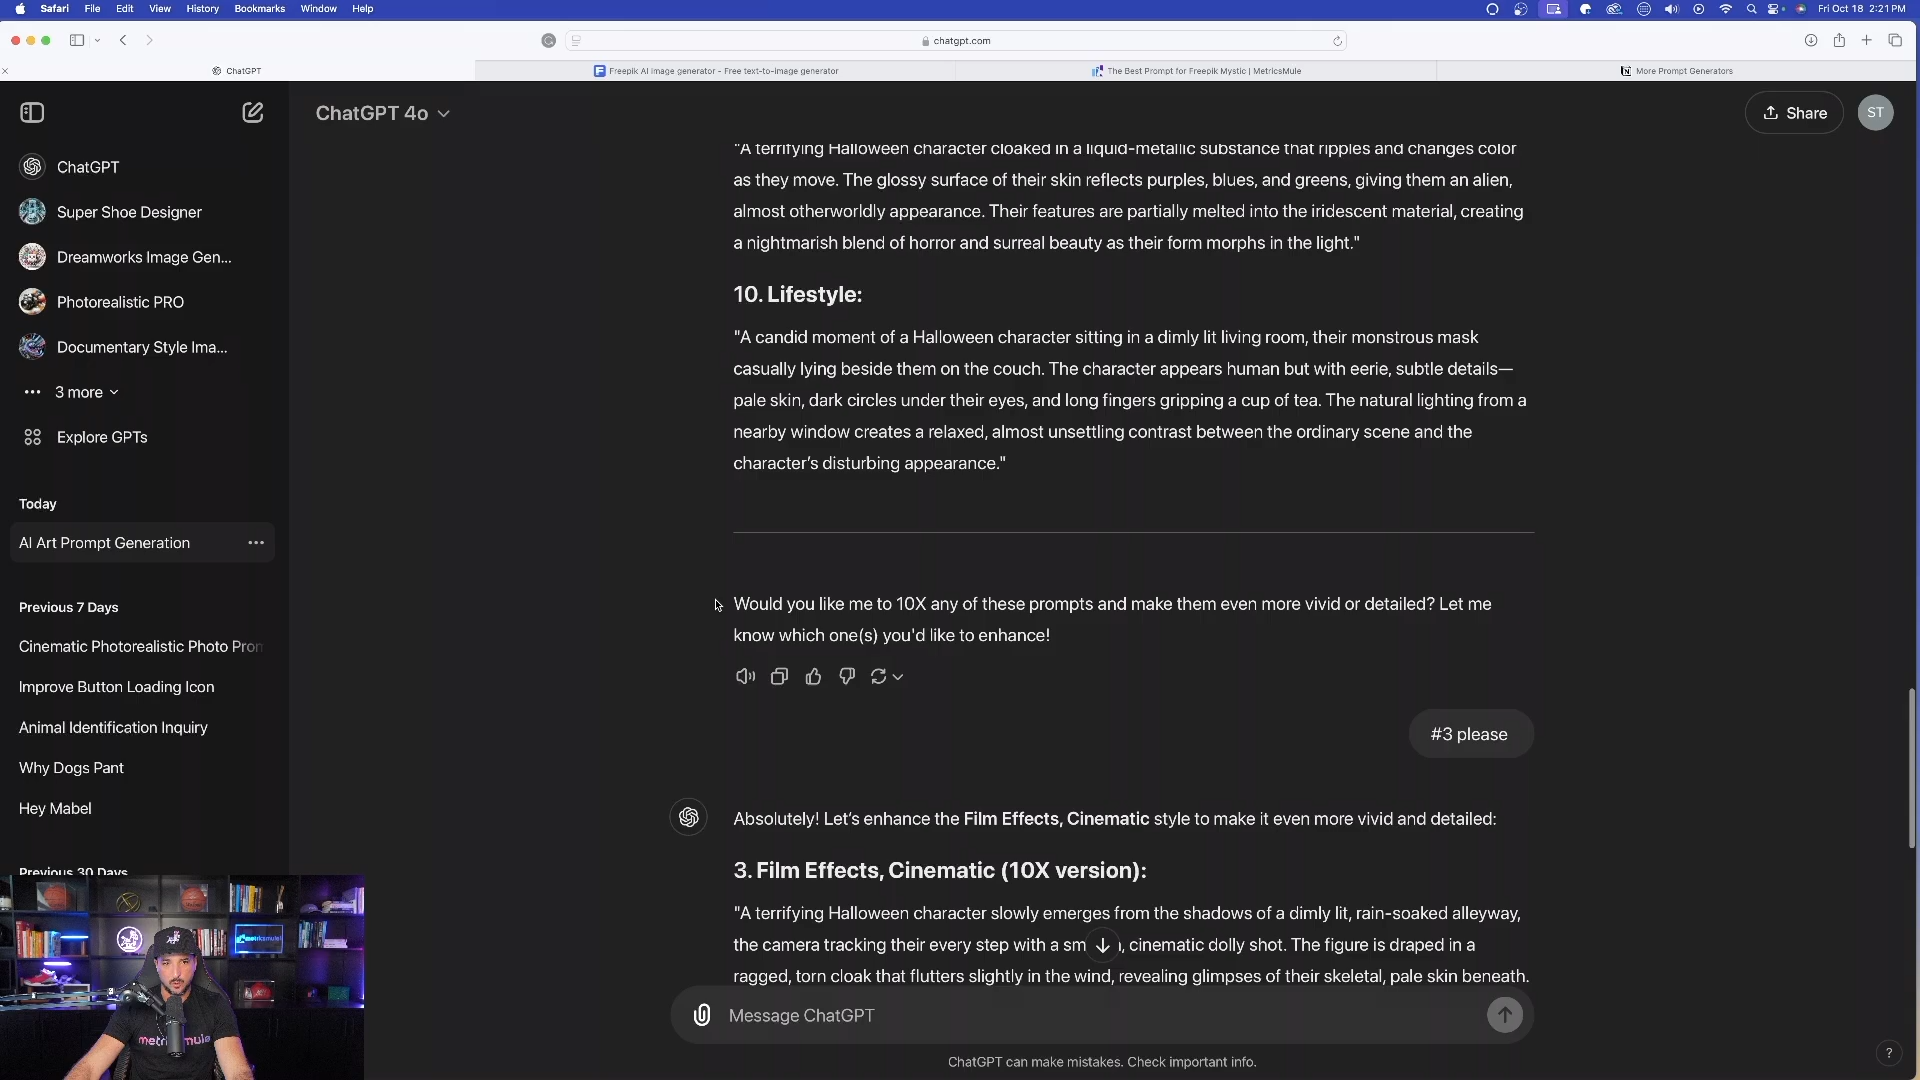 Safari File Edit View History Bookmarks Window Help
Fri Oct 18 2:21 PM
chatgpt.com
ChatGPT
Freepik AI image generator - Free text-to-image generator
The Best Prompt for Freepik Mystic | MetricsMule
More Prompt Generators
ChatGPT
Super Shoe Designer
Dreamworks Image Gen...
Photorealistic PRO
Documentary Style Ima...
3 more
Explore GPTs
Today
AI Art Prompt Generation
Previous 7 Days
Cinematic Photorealistic Photo Pron
Improve Button Loading Icon
Animal Identification Inquiry
Why Dogs Pant
Hey Mabel
Previous 30 Days
ChatGPT 4o
Share
ST
"A terrifying Halloween character cloaked in a liquid-metallic substance that ripples and changes color
as they move. The glossy surface of their skin reflects purples, blues, and greens, giving them an alien,
almost otherworldly appearance. Their features are partially melted into the iridescent material, creating
a nightmarish blend of horror and surreal beauty as their form morphs in the light."
10. Lifestyle:
"A candid moment of a Halloween character sitting in a dimly lit living room, their monstrous mask
casually lying beside them on the couch. The character appears human but with eerie, subtle details—
pale skin, dark circles under their eyes, and long fingers gripping a cup of tea. The natural lighting from a
nearby window creates a relaxed, almost unsettling contrast between the ordinary scene and the
character's disturbing appearance."
Would you like me to 10X any of these prompts and make them even more vivid or detailed? Let me
know which one(s) you'd like to enhance!
#3 please
Absolutely! Let's enhance the Film Effects, Cinematic style to make it even more vivid and detailed:
3. Film Effects, Cinematic (10X version):
"A terrifying Halloween character slowly emerges from the shadows of a dimly lit, rain-soaked alleyway,
the camera tracking their every step with a sm , cinematic dolly shot. The figure is draped in a
ragged, torn cloak that flutters slightly in the wind, revealing glimpses of their skeletal, pale skin beneath.
Message ChatGPT
ChatGPT can make mistakes. Check important info.
?
metricsmule